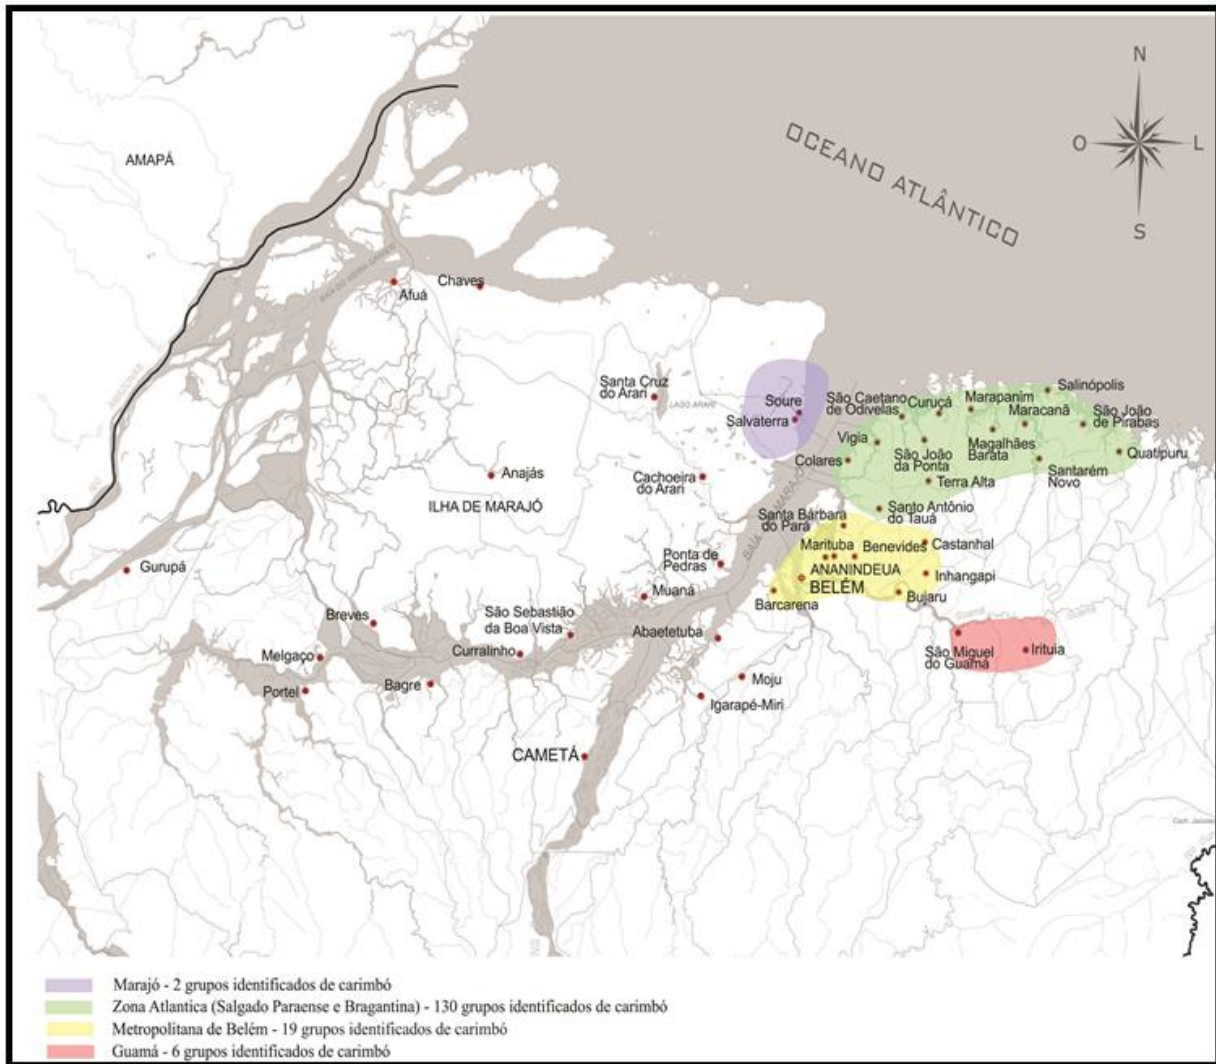 N
O
L
S
OCEANO ATLÂNTICO
AMAPÁ
Chaves
Afuá
Santa Cruz
do Arari
LAGO ARARI
Soure
Salvaterra
São Caetano
de Odivelas
Curuçá
Marapanim
Salinópolis
Maracanã
São João
de Pirabas
Vigia
São João
da Ponta
Magalhães
Barata
Colares
Santarém
Novo
Quatipuru
Terra Alta
Anajás
Cachoeira
do Arari
ILHA DE MARAJÓ
Santo Antônio
do Tauá
Santa Bárbara
do Pará
Marituba
Benevides
Castanhal
ANANINDEUA
BELÉM
Inhangapi
Barcarena
Bujaru
Gurupá
Ponta de
Pedras
Muaná
Breves
São Sebastião
da Boa Vista
Abaetetuba
Curralinho
Melgaço
Portel
Bagre
São Miguel
do Guamá
Irituia
Moju
Igarapé-Miri
CAMETÁ
Marajó - 2 grupos identificados de carimbó
Zona Atlantica (Salgado Paraense e Bragantina) - 130 grupos identificados de carimbó
Metropolitana de Belém - 19 grupos identificados de carimbó
Guamá - 6 grupos identificados de carimbó